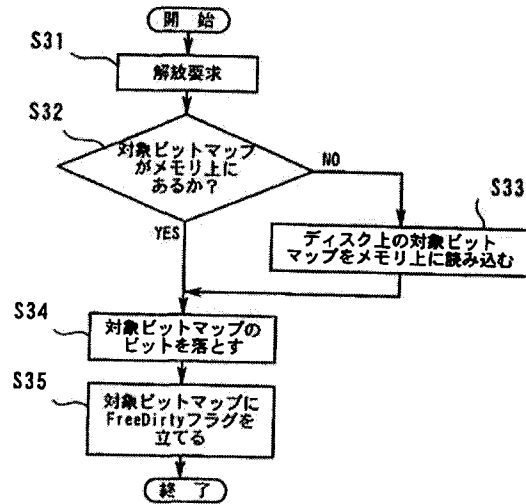 開 始
S31
解放要求
S32
対象ビットマップ
がメモリ上に
あるか？
NO
YES
S33
ディスク上の対象ビット
マップをメモリ上に読み込む
S34
対象ビットマップの
ビットを落とす
S35
対象ビットマップに
FreeDirtyフラグを
立てる
終 了